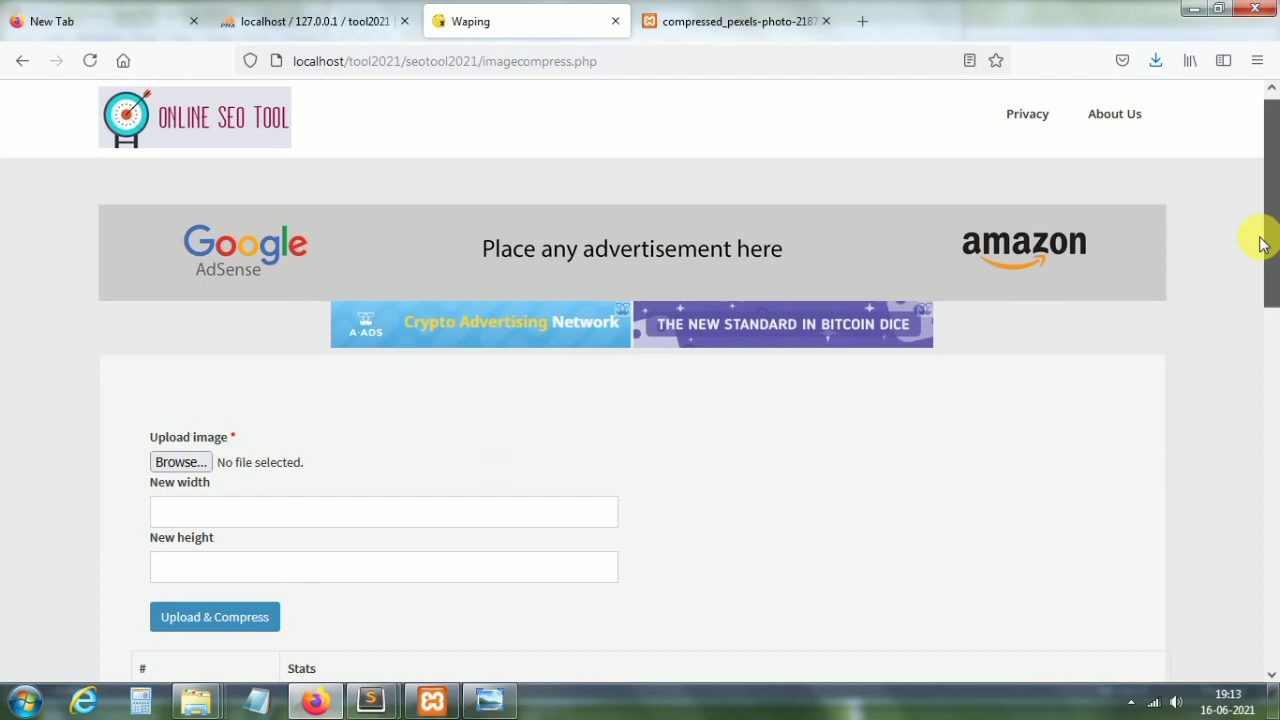 New Tab
localhost / 127.0.0.1 / tool2021 |
Waping
compressed_pexels-photo-2187
localhost/tool2021/seotool2021/imagecompress.php
ONLINE SEO TOOL
Privacy
About Us
Google
AdSense
Place any advertisement here
amazon
A-ADS
Crypto Advertising Network
THE NEW STANDARD IN BITCOIN DICE
Upload image *
Browse... No file selected.
New width
New height
Upload & Compress
# Stats
19:13
16-06-2021